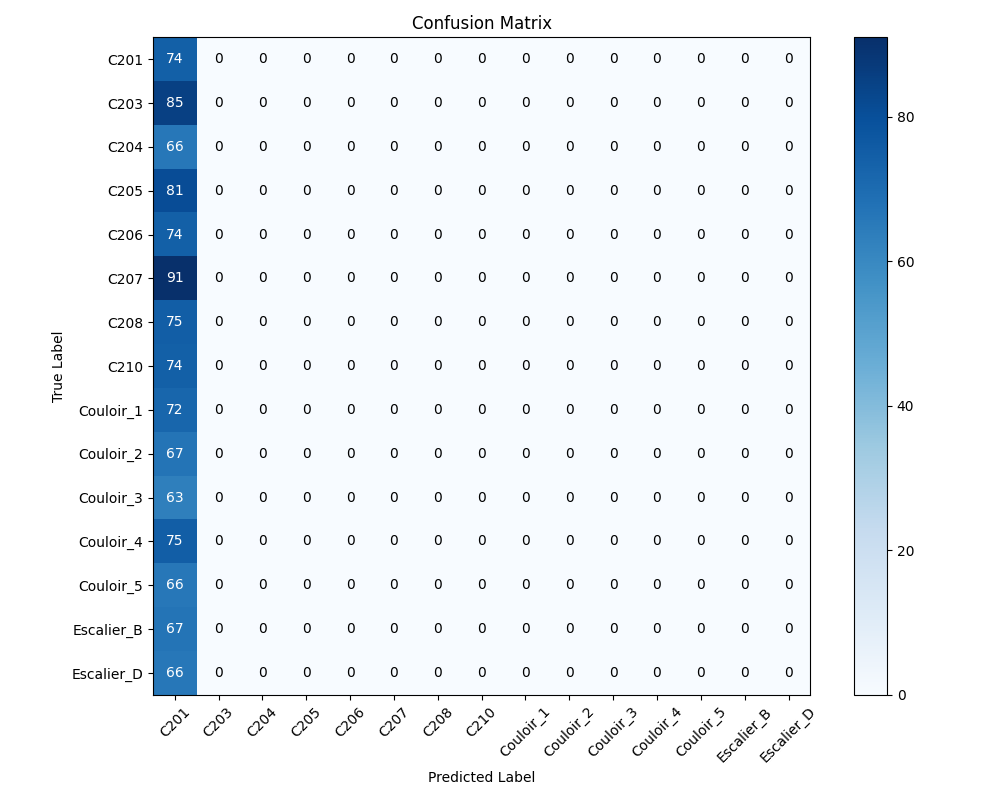 Confusion Matrix
True Label
C201 74 0 0 0 0 0 0 0 0 0 0 0 0 0 0
C203 85 0 0 0 0 0 0 0 0 0 0 0 0 0 0
C204 66 0 0 0 0 0 0 0 0 0 0 0 0 0 0
C205 81 0 0 0 0 0 0 0 0 0 0 0 0 0 0
C206 74 0 0 0 0 0 0 0 0 0 0 0 0 0 0
C207 91 0 0 0 0 0 0 0 0 0 0 0 0 0 0
C208 75 0 0 0 0 0 0 0 0 0 0 0 0 0 0
C210 74 0 0 0 0 0 0 0 0 0 0 0 0 0 0
Couloir_1 72 0 0 0 0 0 0 0 0 0 0 0 0 0 0
Couloir_2 67 0 0 0 0 0 0 0 0 0 0 0 0 0 0
Couloir_3 63 0 0 0 0 0 0 0 0 0 0 0 0 0 0
Couloir_4 75 0 0 0 0 0 0 0 0 0 0 0 0 0 0
Couloir_5 66 0 0 0 0 0 0 0 0 0 0 0 0 0 0
Escalier_B 67 0 0 0 0 0 0 0 0 0 0 0 0 0 0
Escalier_D 66 0 0 0 0 0 0 0 0 0 0 0 0 0 0
C201 C203 C204 C205 C206 C207 C208 C210 Couloir_1 Couloir_2 Couloir_3 Couloir_4 Couloir_5 Escalier_B Escalier_D
Predicted Label
80
60
40
20
0